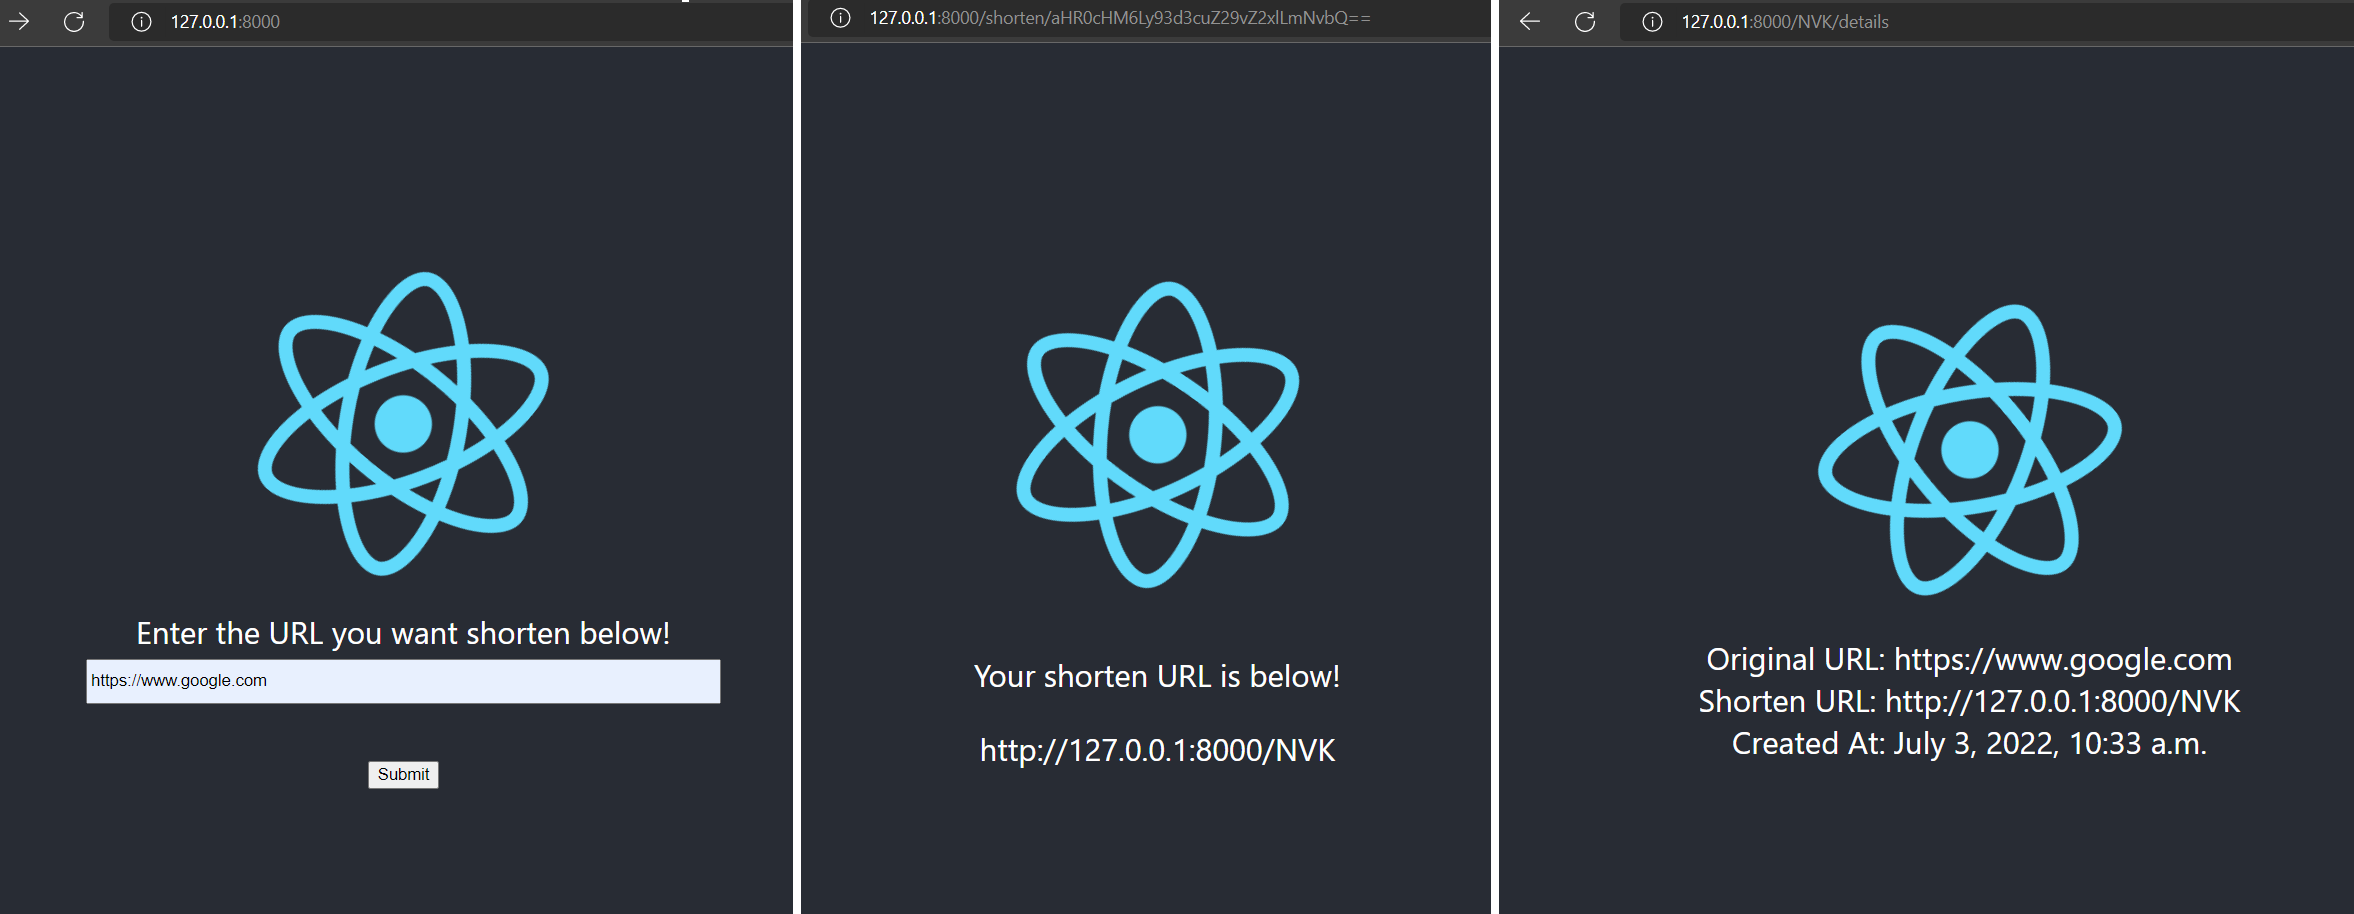 127.0.0.1:8000
Enter the URL you want shorten below!
https://www.google.com
Submit
127.0.0.1:8000/shorten/aHR0cHM6Ly93d3cuZ29vZ2xlLmNvbQ==
Your shorten URL is below!
http://127.0.0.1:8000/NVK
127.0.0.1:8000/NVK/details
Original URL: https://www.google.com
Shorten URL: http://127.0.0.1:8000/NVK
Created At: July 3, 2022, 10:33 a.m.